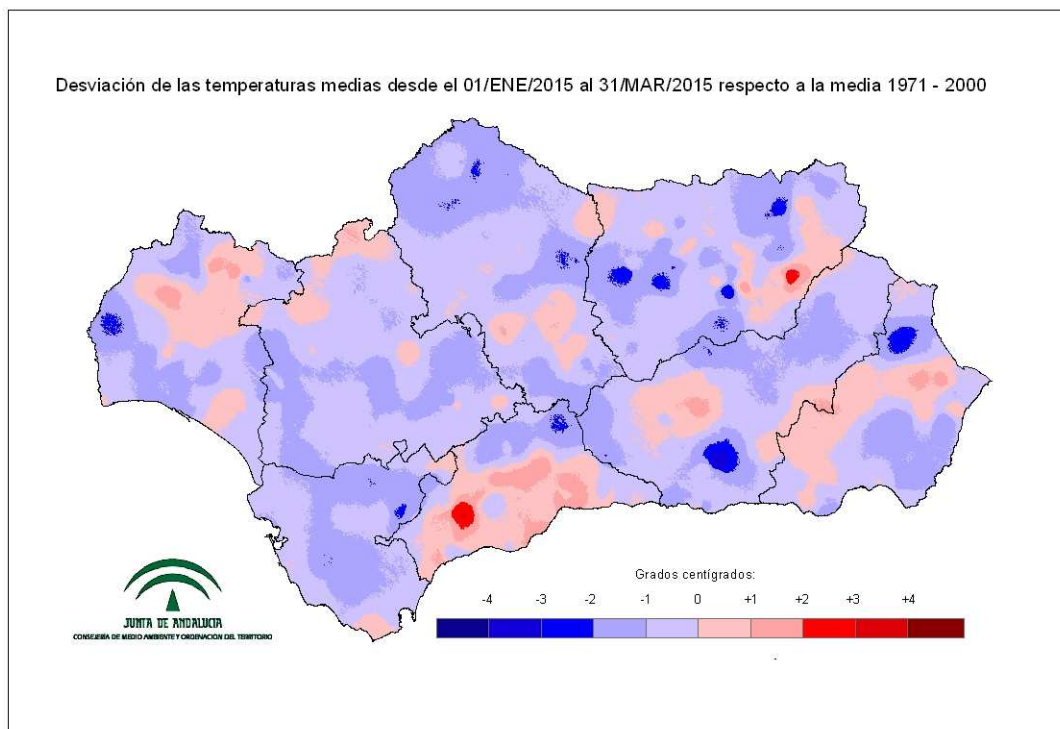 Desviación de las temperaturas medias desde el 01/ENE/2015 al 31/MAR/2015 respecto a la media 1971 - 2000
Grados centígrados:
-4 -3 -2 -1 0 +1 +2 +3 +4
JUNTA DE ANDALUCIA
CONSEJERÍA DE MEDIO AMBIENTE Y ORDENACIÓN DEL TERRITORIO